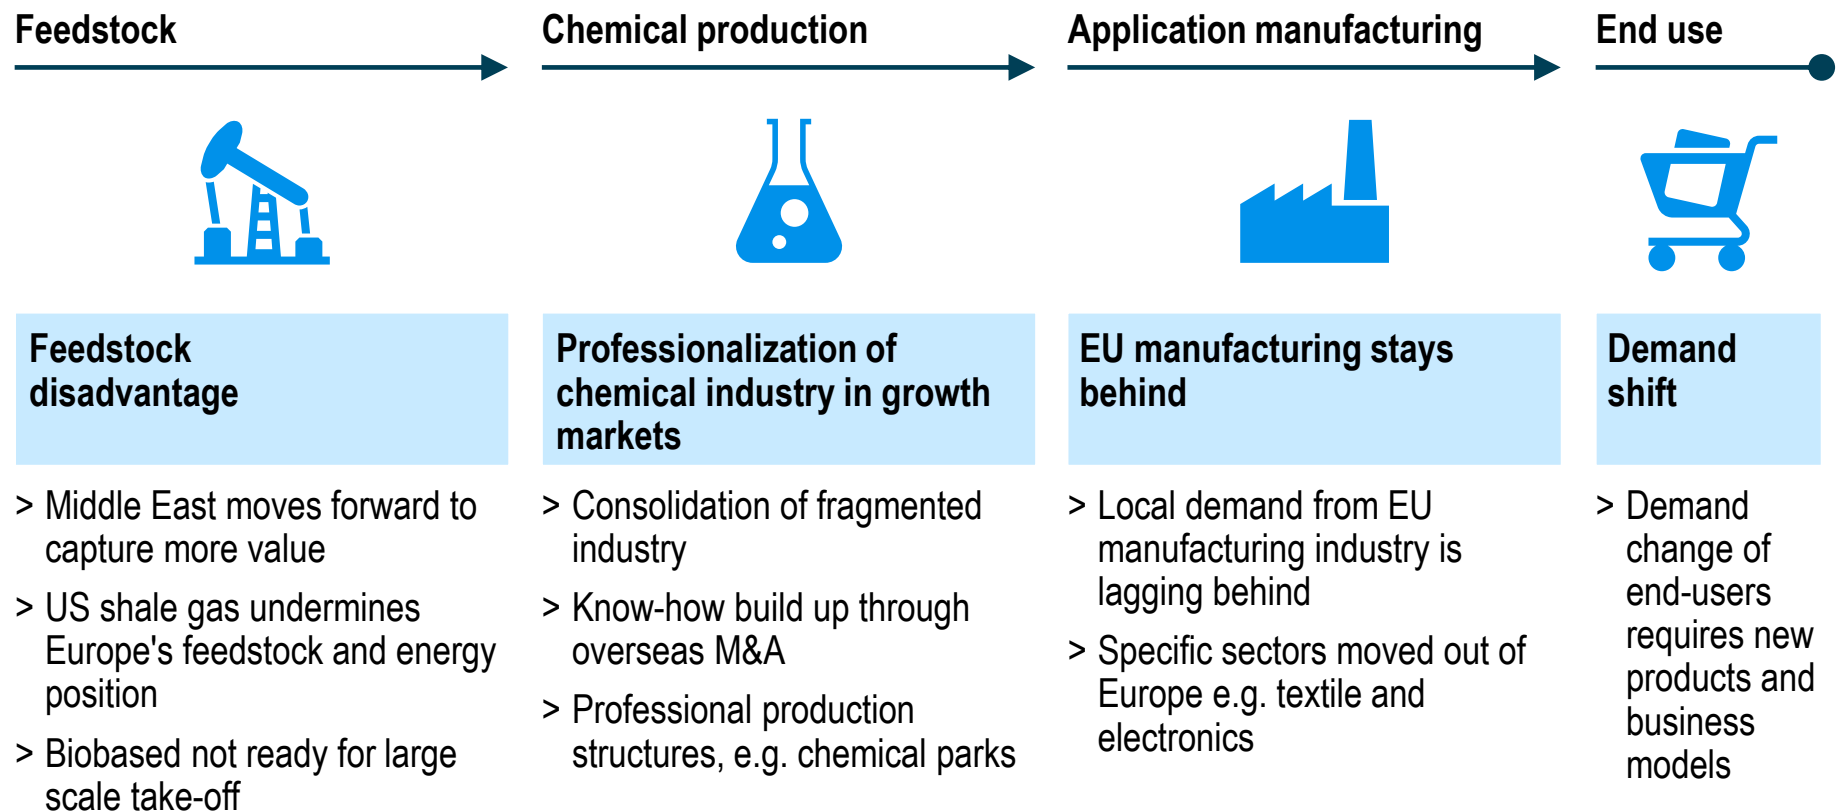 Feedstock
Chemical production
Application manufacturing
End use
Feedstock
disadvantage
Professionalization of
chemical industry in growth
markets
EU manufacturing stays
behind
Demand
shift
> Middle East moves forward to
capture more value
> US shale gas undermines
Europe's feedstock and energy
position
> Biobased not ready for large
scale take-off
> Consolidation of fragmented
industry
> Know-how build up through
overseas M&A
> Professional production
structures, e.g. chemical parks
> Local demand from EU
manufacturing industry is
lagging behind
> Specific sectors moved out of
Europe e.g. textile and
electronics
> Demand
change of
end-users
requires new
products and
business
models